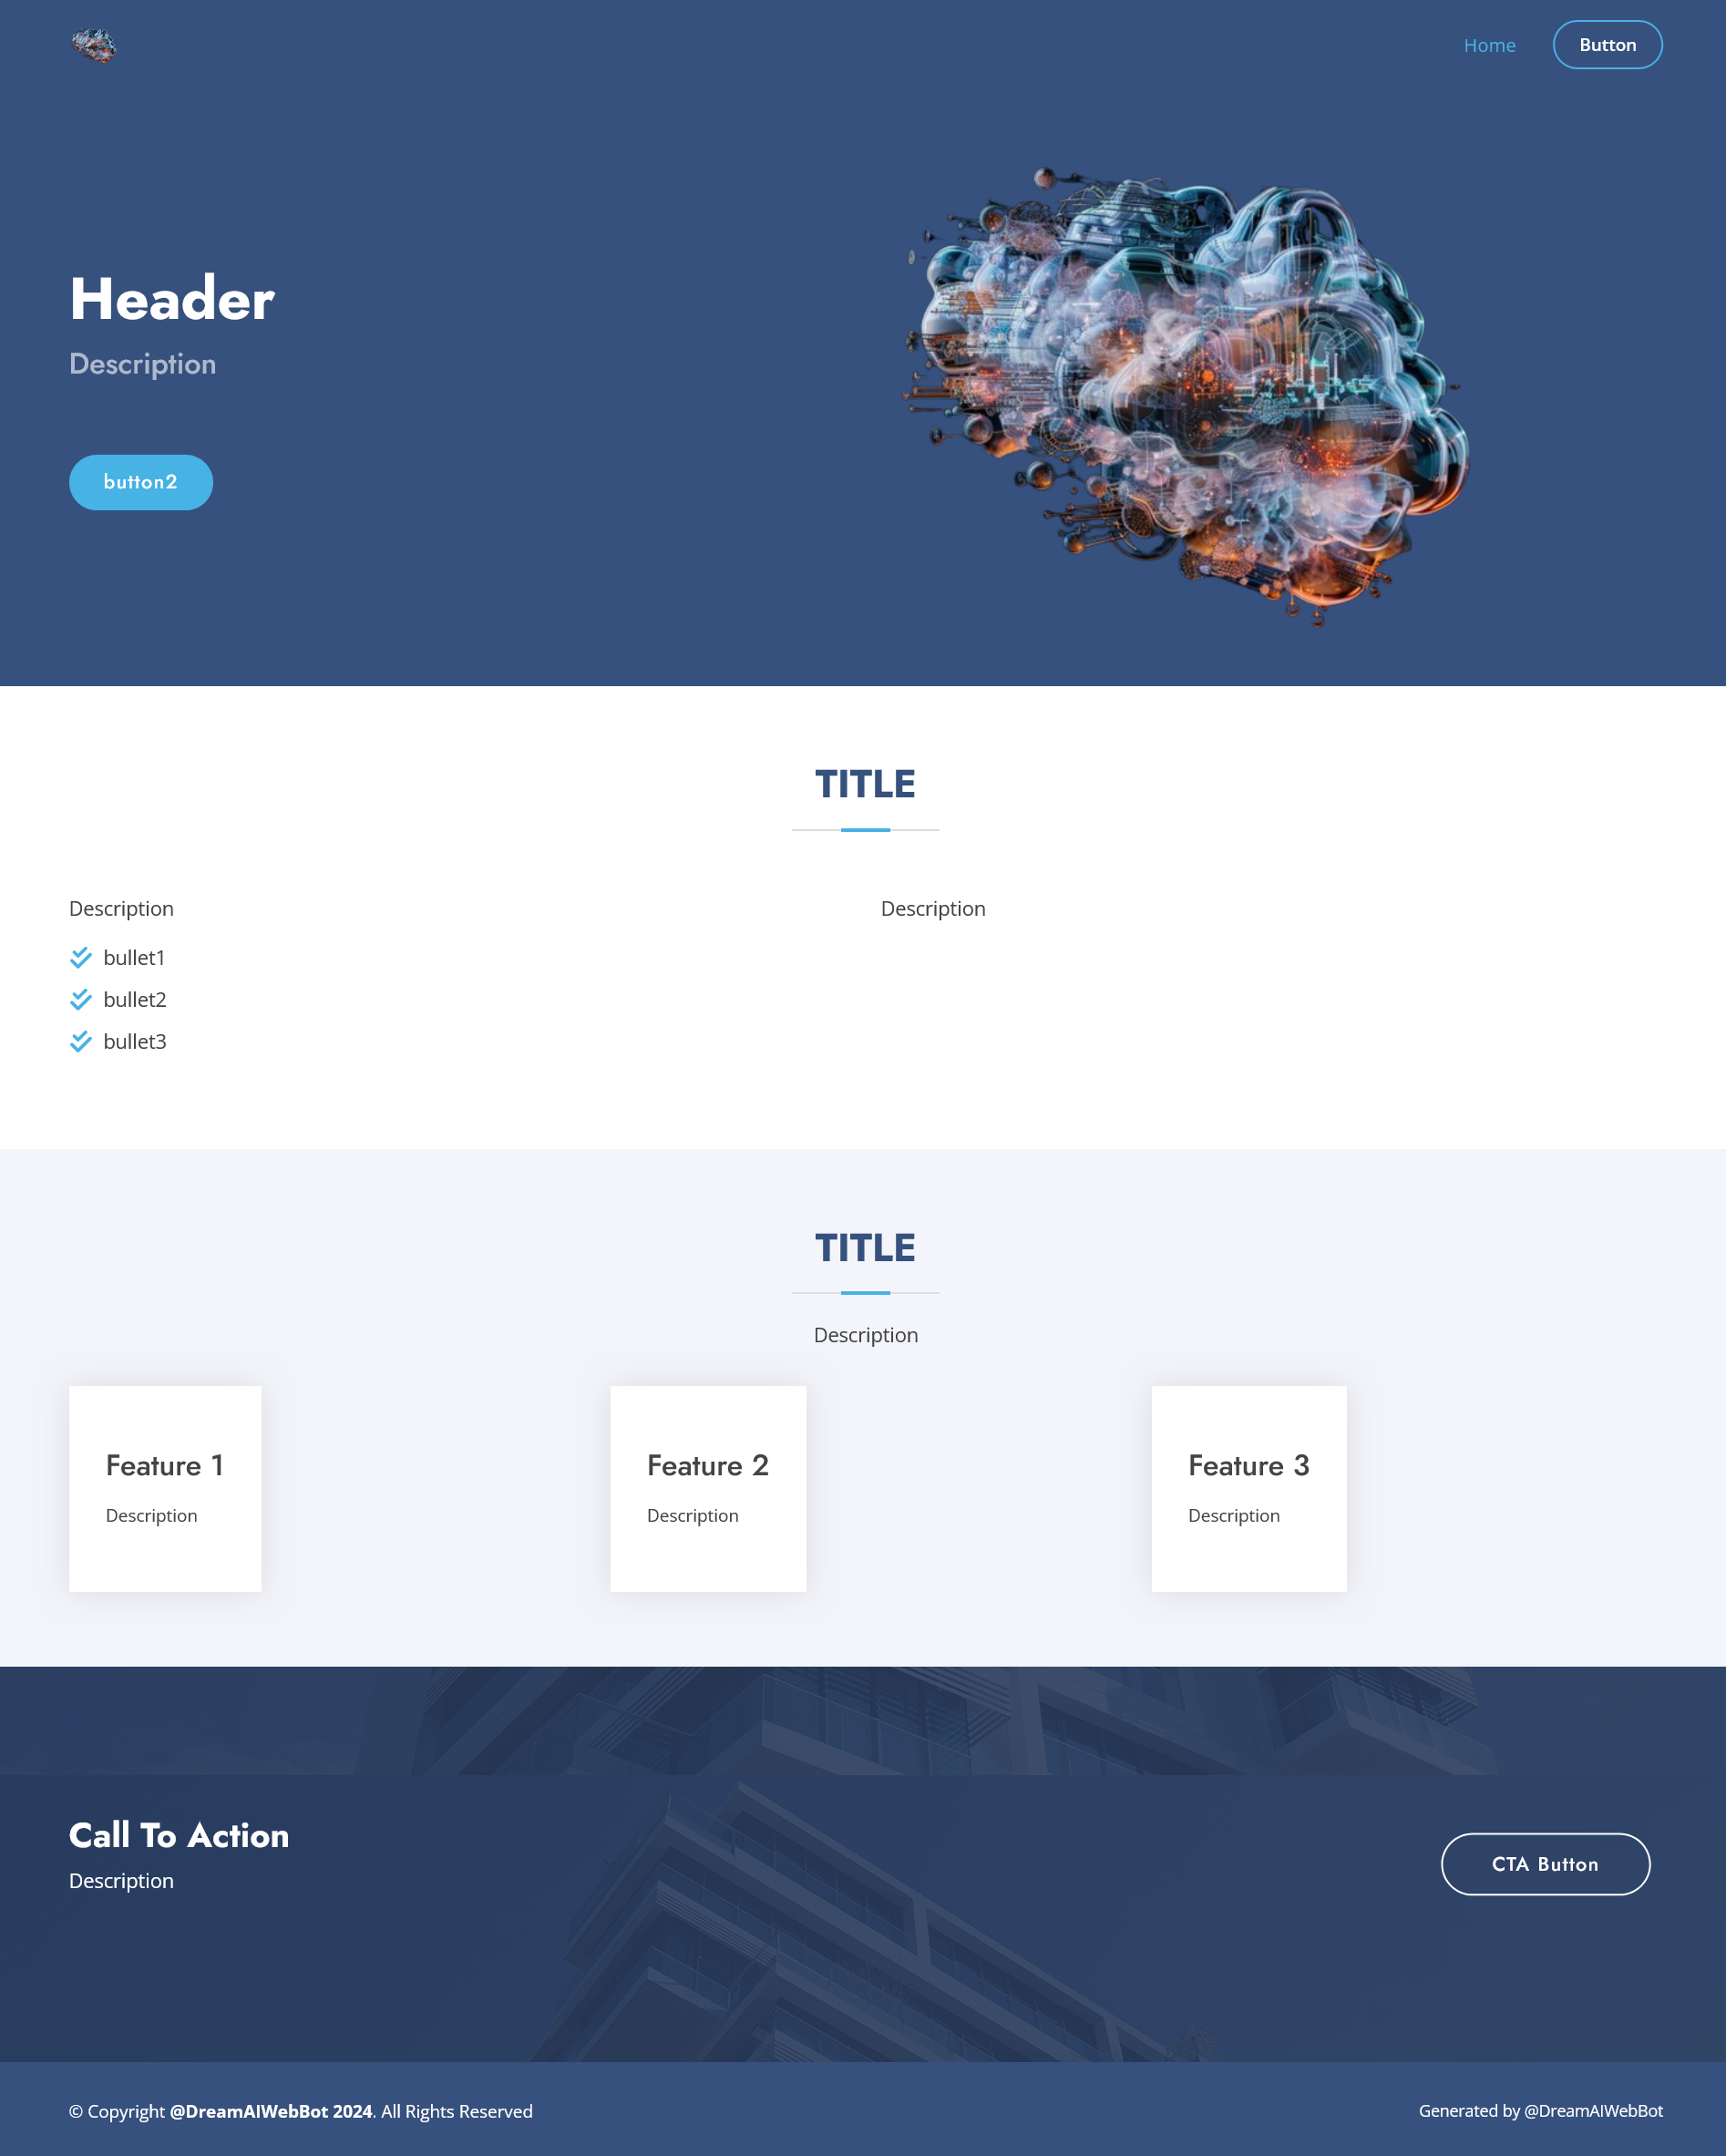 Home
Button
Header
Description
button2
TITLE
Description
bullet1
bullet2
bullet3
Description
TITLE
Description
Feature 1
Description
Feature 2
Description
Feature 3
Description
Call To Action
Description
CTA Button
© Copyright @DreamAIWebBot 2024. All Rights Reserved
Generated by @DreamAIWebBot